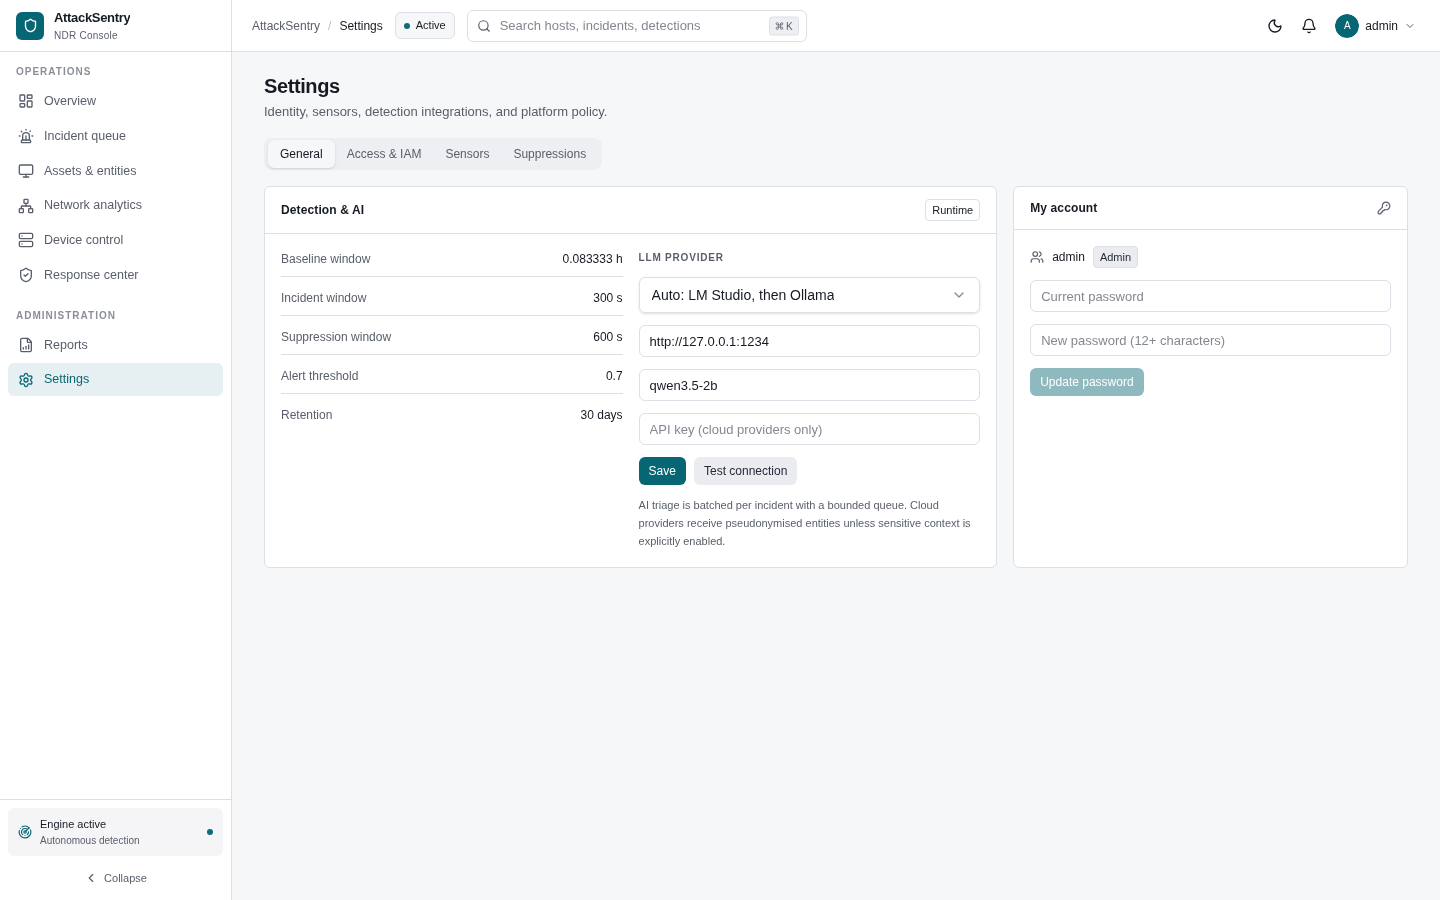 AttackSentry
NDR Console
AttackSentry / Settings
Active
Search hosts, incidents, detections
⌘K
A
admin
OPERATIONS
Overview
Incident queue
Assets & entities
Network analytics
Device control
Response center
ADMINISTRATION
Reports
Settings
Engine active
Autonomous detection
Collapse
Settings
Identity, sensors, detection integrations, and platform policy.
General
Access & IAM
Sensors
Suppressions
Detection & AI
Runtime
Baseline window 0.083333 h
Incident window 300 s
Suppression window 600 s
Alert threshold 0.7
Retention 30 days
LLM PROVIDER
Auto: LM Studio, then Ollama
http://127.0.0.1:1234
qwen3.5-2b
API key (cloud providers only)
Save
Test connection
AI triage is batched per incident with a bounded queue. Cloud
providers receive pseudonymised entities unless sensitive context is
explicitly enabled.
My account
admin
Admin
Current password
New password (12+ characters)
Update password